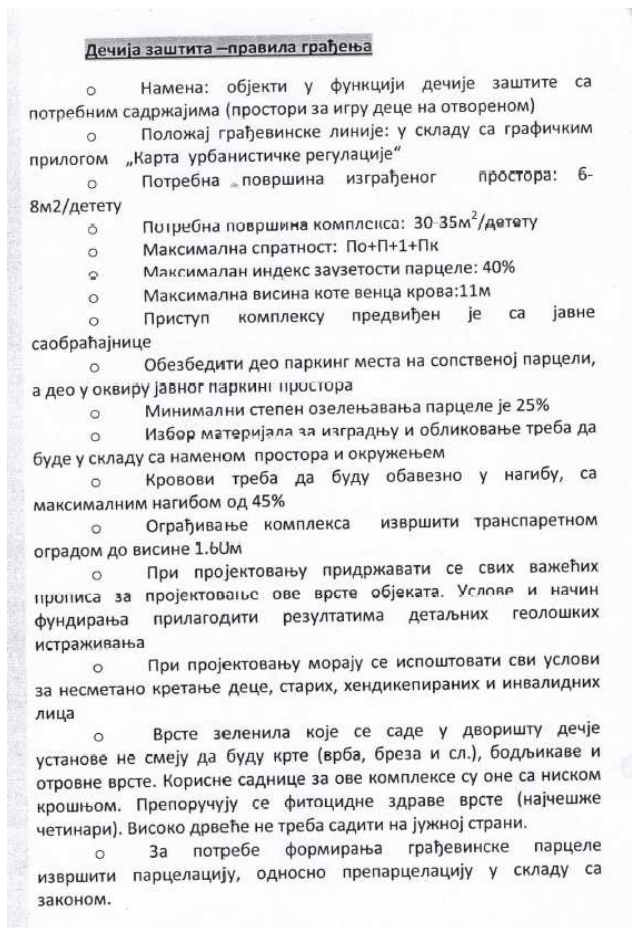 Дечија заштита –правила грађења
o Намена: објекти у функцији дечије заштите са
потребним садржајима (простори за игру деце на отвореном)
o Положај грађевинске линије: у складу са графичким
прилогом „Карта урбанистичке регулације“
o Потребна површина изграђеног простора: 6-
8м2/детету
o Потребна површина комплекса: 30-35м²/детету
o Максимална спратност: По+П+1+Пк
o Максималан индекс заузетости парцеле: 40%
o Максимална висина коте венца крова:11м
o Приступ комплексу предвиђен је са јавне
саобраћајнице
o Обезбедити део паркинг места на сопственој парцели,
а део у оквиру јавног паркинг простора
o Минимални степен озелењавања парцеле је 25%
o Избор материјала за изградњу и обликовање треба да
буде у складу са наменом простора и окружењем
o Кровови треба да буду обавезно у нагибу, са
максималним нагибом од 45%
o Ограђивање комплекса извршити транспаретном
оградом до висине 1.60м
o При пројектовању придржавати се свих важећих
прописа за пројектовање ове врсте објеката. Услове и начин
фундирања прилагодити резултатима детаљних геолошких
истраживања
o При пројектовању морају се испоштовати сви услови
за несметано кретање деце, старих, хендикепираних и инвалидних
лица
o Врсте зеленила које се саде у дворишту дечје
установе не смеју да буду крте (врба, бреза и сл.), бодљикаве и
отровне врсте. Корисне саднице за ове комплексе су оне са ниском
крошњом. Препоручују се фитоцидне здраве врсте (најчешже
четинари). Високо дрвеће не треба садити на јужној страни.
o За потребе формирања грађевинске парцеле
извршити парцелацију, односно препарцелацију у складу са
законом.